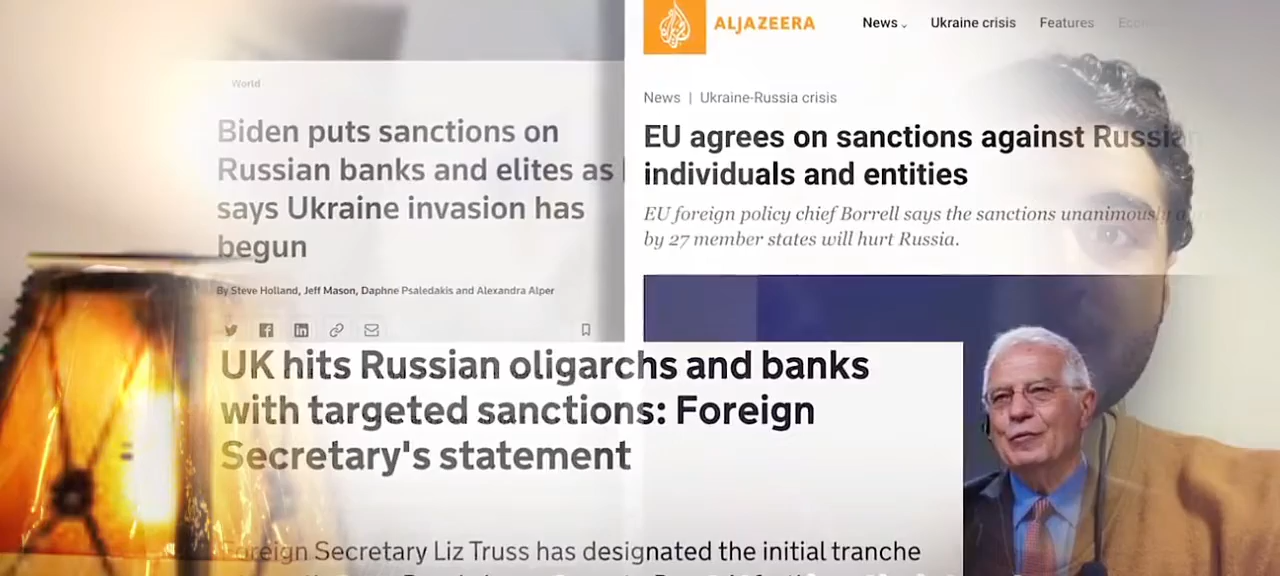 World
Biden puts sanctions on
Russian banks and elites as
says Ukraine invasion has
begun
By Steve Holland, Jeff Mason, Daphne Psaledakis and Alexandra Alper
ALJAZEERA
News Ukraine crisis Features
News | Ukraine-Russia crisis
EU agrees on sanctions against Russian
individuals and entities
EU foreign policy chief Borrell says the sanctions unanimously
by 27 member states will hurt Russia.
UK hits Russian oligarchs and banks
with targeted sanctions: Foreign
Secretary's statement
Foreign Secretary Liz Truss has designated the initial tranche